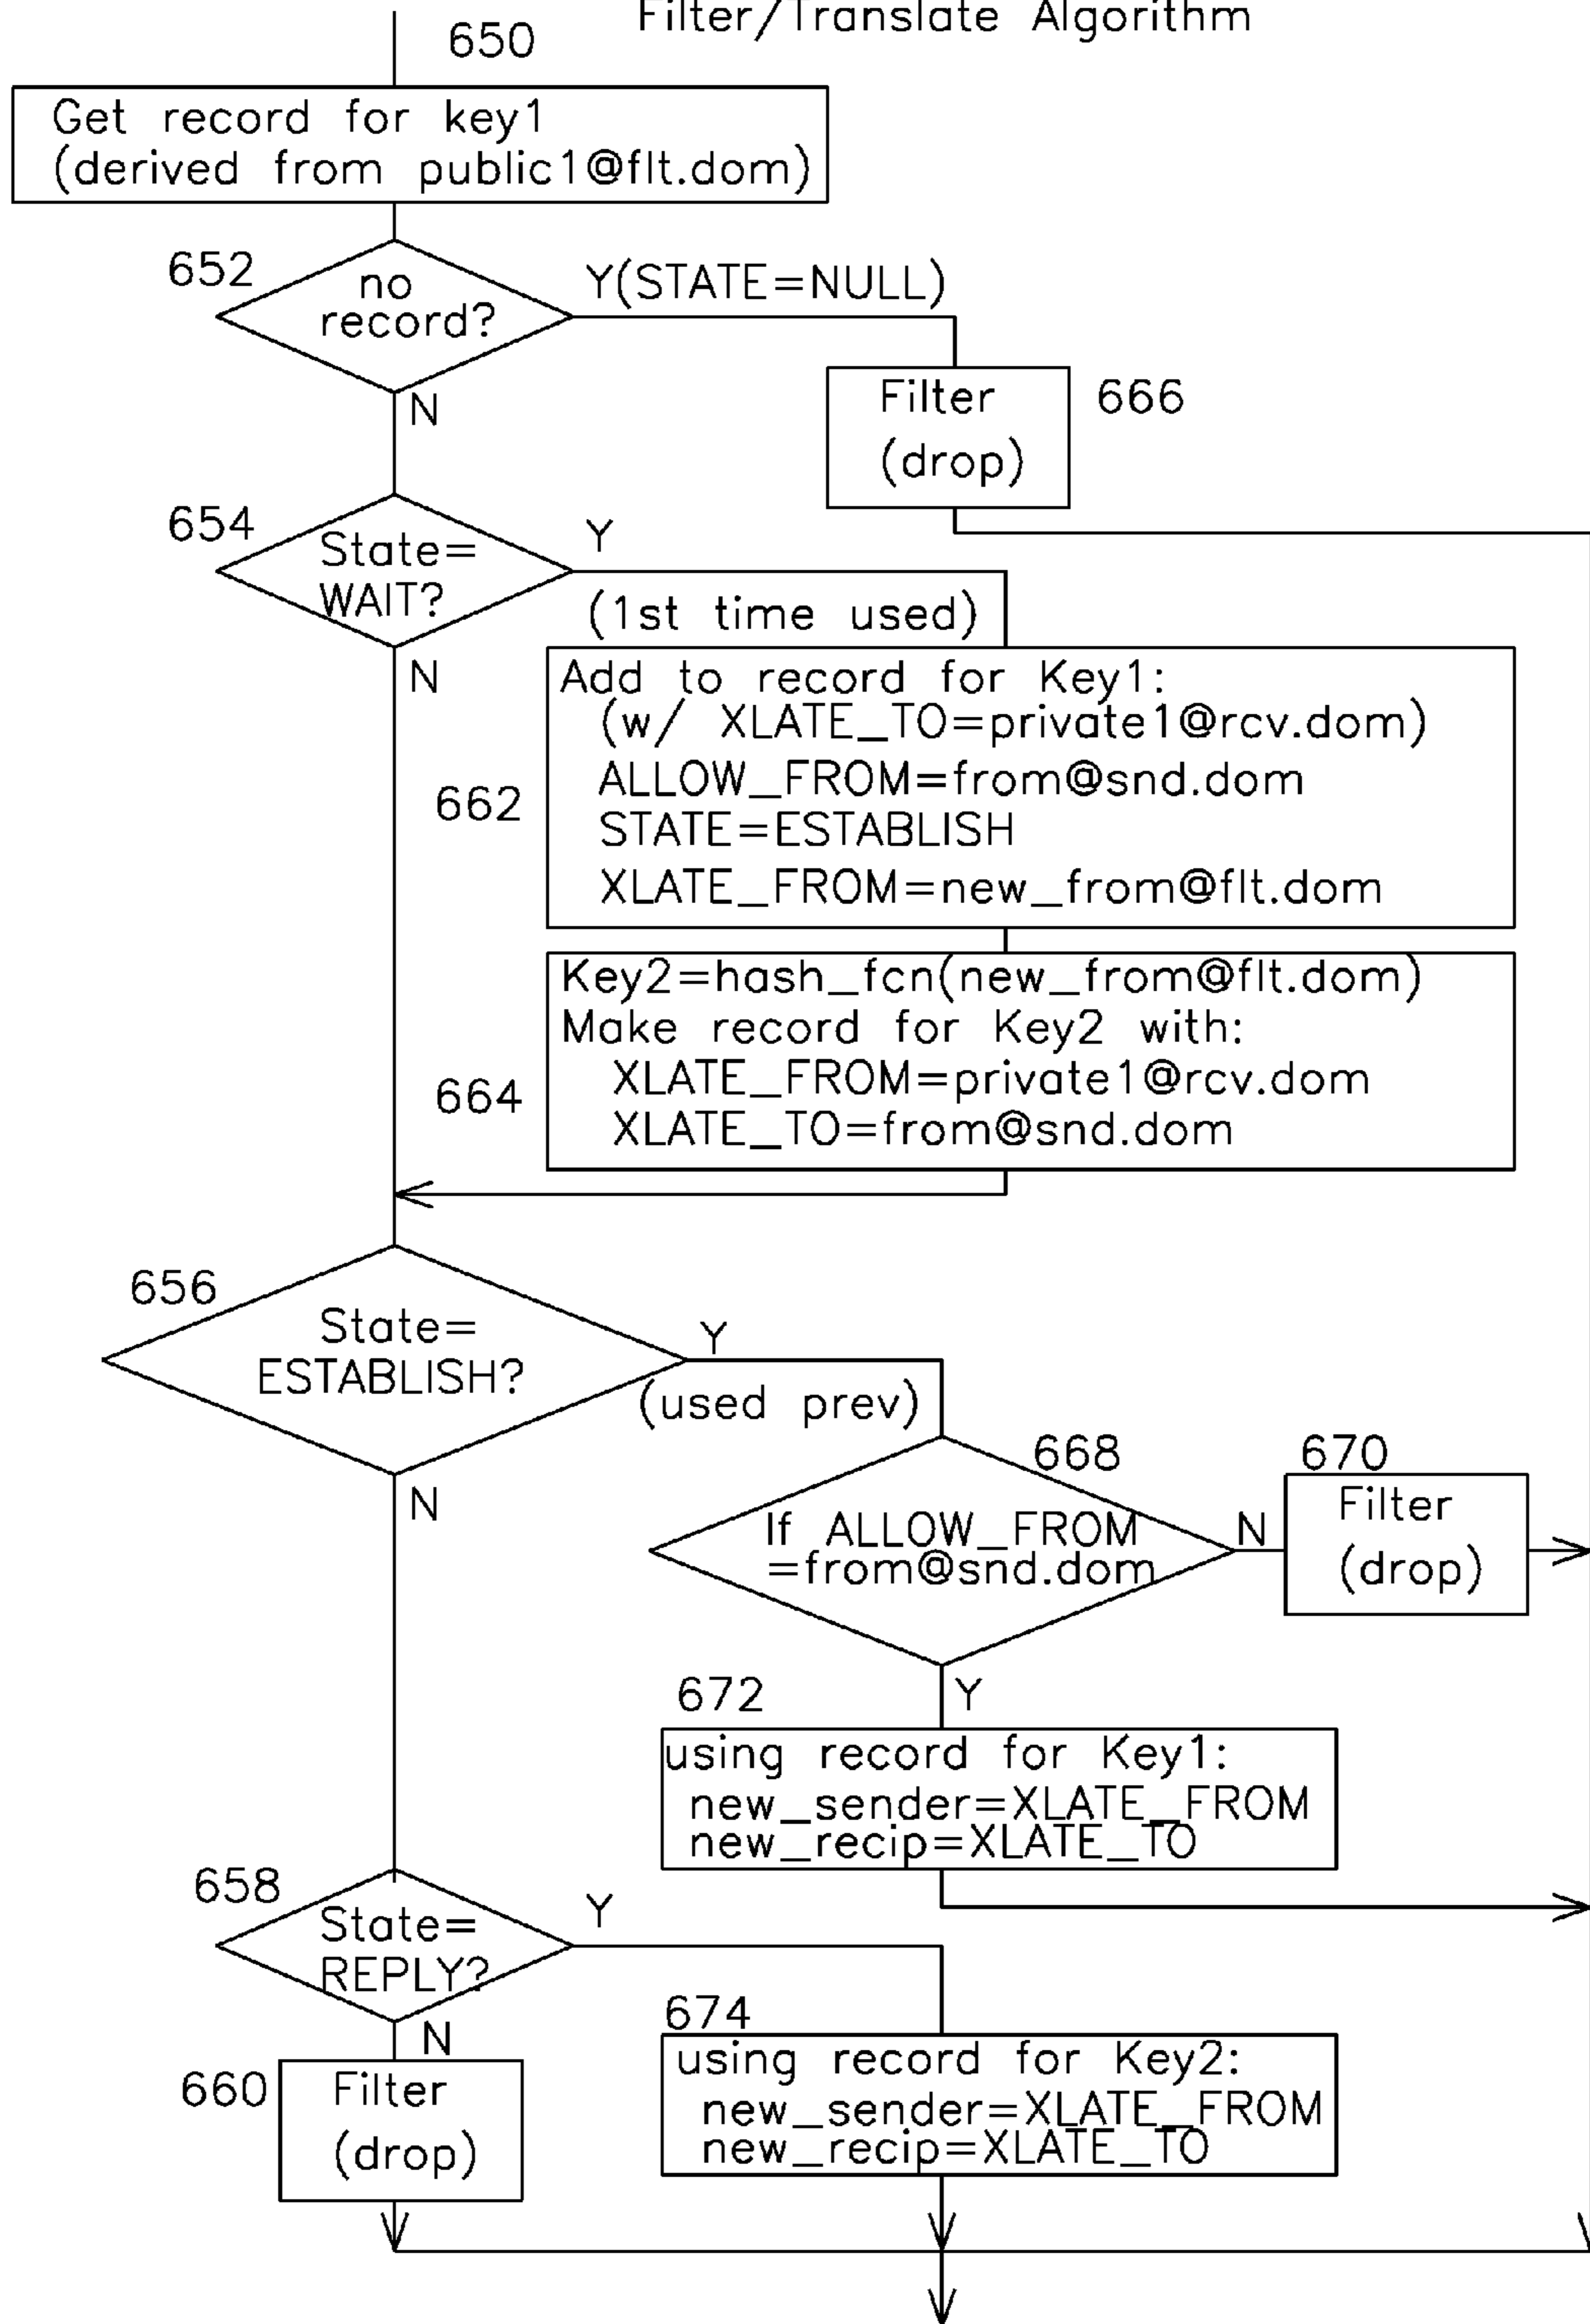 Filter/Translate Algorithm
650
Get record for key1
(derived from public1@flt.dom)
652
no
record?
Y(STATE=NULL)
N
Filter
(drop)
666
654
State=
WAIT?
Y
(1st time used)
N
Add to record for Key1:
(w/ XLATE_TO=private1@rcv.dom)
ALLOW_FROM=from@snd.dom
STATE=ESTABLISH
XLATE_FROM=new_from@flt.dom
662
Key2=hash_fcn(new_from@flt.dom)
Make record for Key2 with:
XLATE_FROM=private1@rcv.dom
XLATE_TO=from@snd.dom
664
656
State=
ESTABLISH?
Y
(used prev)
N
668
If ALLOW_FROM
=from@snd.dom
N
670
Filter
(drop)
Y
672
using record for Key1:
new_sender=XLATE_FROM
new_recip=XLATE_TO
658
State=
REPLY?
Y
N
674
using record for Key2:
new_sender=XLATE_FROM
new_recip=XLATE_TO
660
Filter
(drop)